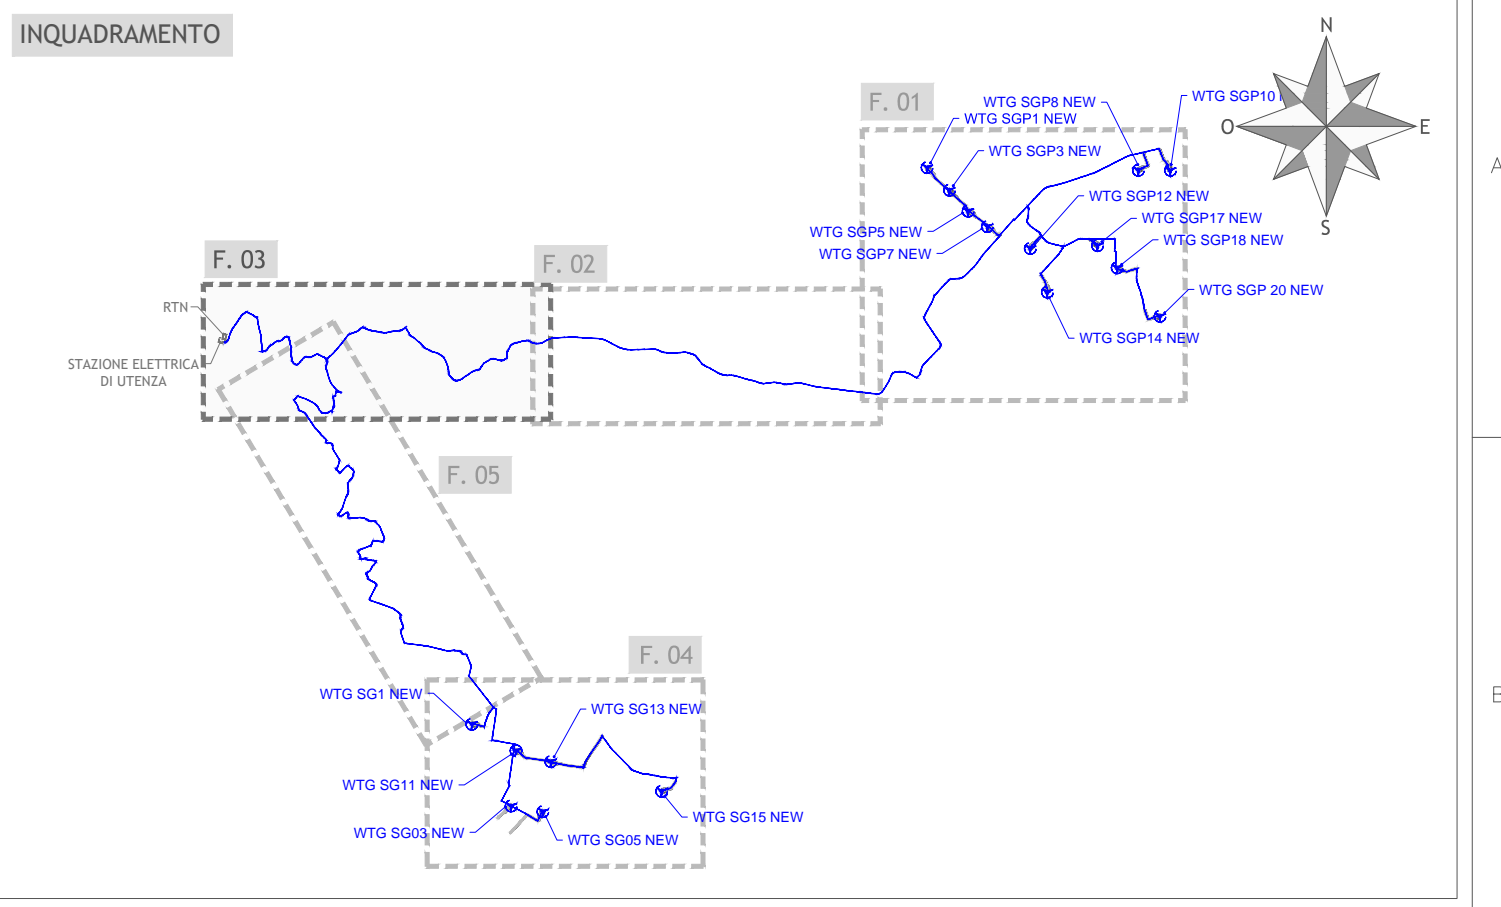 INQUADRAMENTO
N
O
E
S
F. 01
WTG SGP8 NEW
WTG SGP10
WTG SGP1 NEW
WTG SGP3 NEW
WTG SGP12 NEW
WTG SGP17 NEW
WTG SGP5 NEW
WTG SGP18 NEW
WTG SGP7 NEW
WTG SGP 20 NEW
WTG SGP14 NEW
F. 03
F. 02
RTN
STAZIONE ELETTRICA
DI UTENZA
F. 05
F. 04
WTG SG1 NEW
WTG SG13 NEW
WTG SG11 NEW
WTG SG15 NEW
WTG SG03 NEW
WTG SG05 NEW
A
B